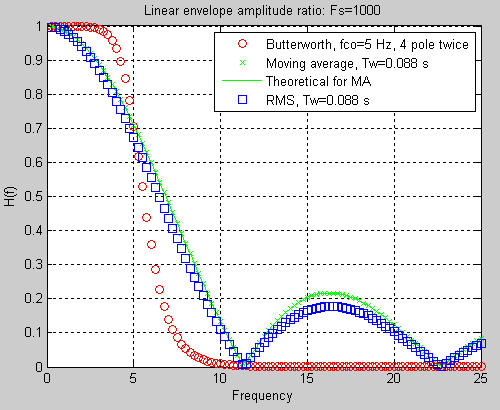 Linear envelope amplitude ratio: Fs=1000
Butterworth, fco=5 Hz, 4 pole twice
Moving average, Tw=0.088 s
Theoretical for MA
RMS, Tw=0.088 s
H(f)
1
0.9
0.8
0.7
0.6
0.5
0.4
0.3
0.2
0.1
0
0 5 10 15 20 25
Frequency